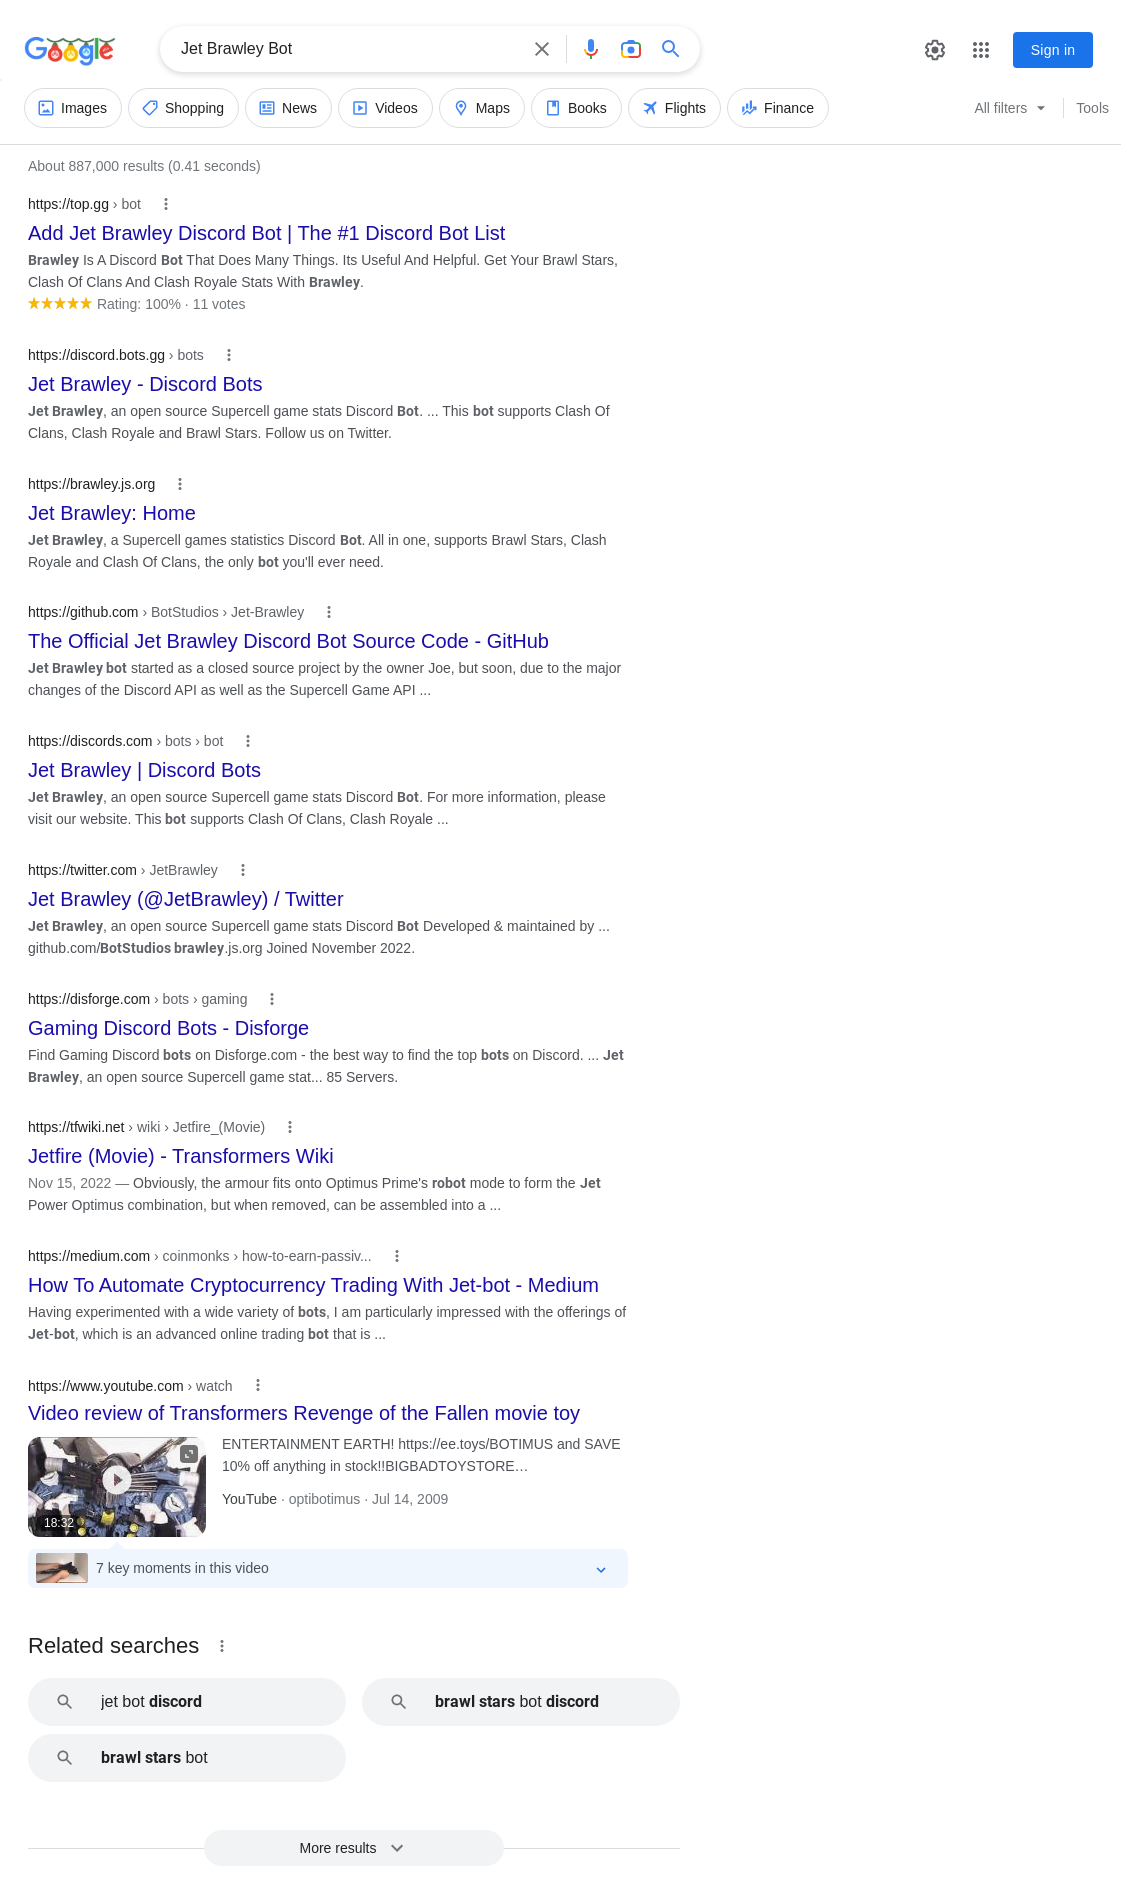 Google
Jet Brawley Bot
Sign in
Images
Shopping
News
Videos
Maps
Books
Flights
Finance
All filters
Tools
About 887,000 results (0.41 seconds)
https://top.gg › bot
Add Jet Brawley Discord Bot | The #1 Discord Bot List
Brawley Is A Discord Bot That Does Many Things. Its Useful And Helpful. Get Your Brawl Stars,
Clash Of Clans And Clash Royale Stats With Brawley.
Rating: 100% · 11 votes
https://discord.bots.gg › bots
Jet Brawley - Discord Bots
Jet Brawley, an open source Supercell game stats Discord Bot. ... This bot supports Clash Of
Clans, Clash Royale and Brawl Stars. Follow us on Twitter.
https://brawley.js.org
Jet Brawley: Home
Jet Brawley, a Supercell games statistics Discord Bot. All in one, supports Brawl Stars, Clash
Royale and Clash Of Clans, the only bot you'll ever need.
https://github.com › BotStudios › Jet-Brawley
The Official Jet Brawley Discord Bot Source Code - GitHub
Jet Brawley bot started as a closed source project by the owner Joe, but soon, due to the major
changes of the Discord API as well as the Supercell Game API ...
https://discords.com › bots › bot
Jet Brawley | Discord Bots
Jet Brawley, an open source Supercell game stats Discord Bot. For more information, please
visit our website. This bot supports Clash Of Clans, Clash Royale ...
https://twitter.com › JetBrawley
Jet Brawley (@JetBrawley) / Twitter
Jet Brawley, an open source Supercell game stats Discord Bot Developed & maintained by ...
github.com/BotStudios brawley.js.org Joined November 2022.
https://disforge.com › bots › gaming
Gaming Discord Bots - Disforge
Find Gaming Discord bots on Disforge.com - the best way to find the top bots on Discord. ... Jet
Brawley, an open source Supercell game stat... 85 Servers.
https://tfwiki.net › wiki › Jetfire_(Movie)
Jetfire (Movie) - Transformers Wiki
Nov 15, 2022 — Obviously, the armour fits onto Optimus Prime's robot mode to form the Jet
Power Optimus combination, but when removed, can be assembled into a ...
https://medium.com › coinmonks › how-to-earn-passiv...
How To Automate Cryptocurrency Trading With Jet-bot - Medium
Having experimented with a wide variety of bots, I am particularly impressed with the offerings of
Jet-bot, which is an advanced online trading bot that is ...
https://www.youtube.com › watch
Video review of Transformers Revenge of the Fallen movie toy
ENTERTAINMENT EARTH! https://ee.toys/BOTIMUS and SAVE
10% off anything in stock!!BIGBADTOYSTORE…
YouTube · optibotimus · Jul 14, 2009
18:32
7 key moments in this video
Related searches
jet bot discord
brawl stars bot discord
brawl stars bot
More results